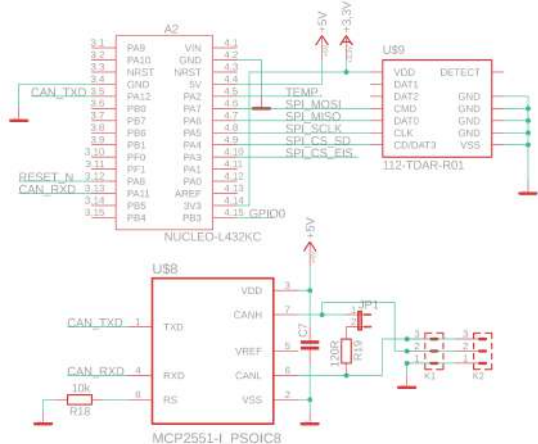 A2
+5V
+3.3V
U$9
3.1 PA9 VIN 4.1
3.2 PA10 GND 4.2
3.3 NRST NRST 4.3
3.4 GND 5V 4.4
CAN_TXD 3.5 PA12 PA2 4.5 TEMP
3.6 PB0 PA7 4.6 SPI_MOSI
3.7 PB7 PA6 4.7 SPI_MISO
3.8 PB6 PA5 4.8 SPI_SCLK
3.9 PB1 PA4 4.9 SPI_CS_SD
3.10 PF0 PA3 4.10 SPI_CS_EIS
3.11 PF1 PA1 4.11
RESET_N 3.12 PA8 PA0 4.12
CAN_RXD 3.13 PA11 AREF 4.13
3.14 PB5 3V3 4.14
3.15 PB4 PB3 4.15 GPIO0
NUCLEO-L432KC
VDD DETECT
DAT1
DAT2 GND
CMD GND
DAT0 GND
CLK GND
CD/DAT3 VSS
112-TDAR-R01
U$8
+5V
VDD 3
CANH 7
JP1
CAN_TXD 1 TXD
C7
VREF 5
120R
R19
CAN_RXD 4 RXD CANL 6
10k
R18
8 RS VSS 2
3 3
2 2
1 1
K1 K2
MCP2551-I_PSOIC8